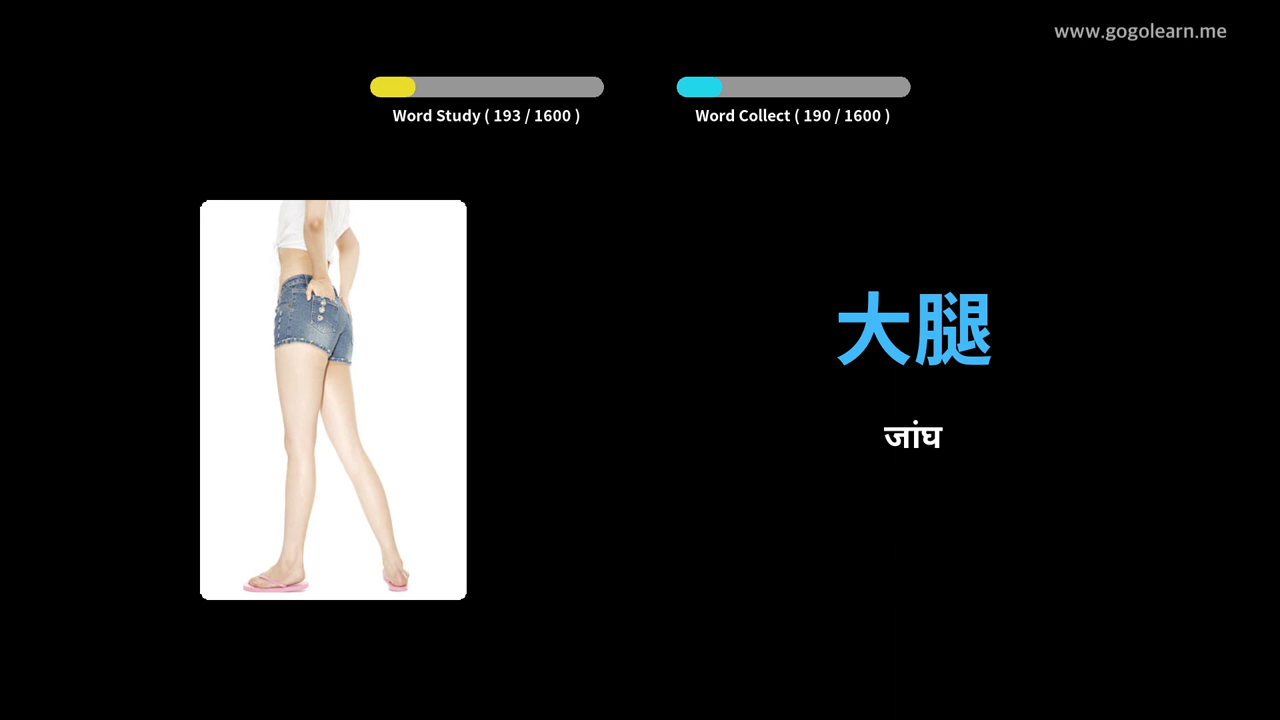 www.gogolearn.me
Word Study ( 193 / 1600 )
Word Collect ( 190 / 1600 )
大腿
जांघ